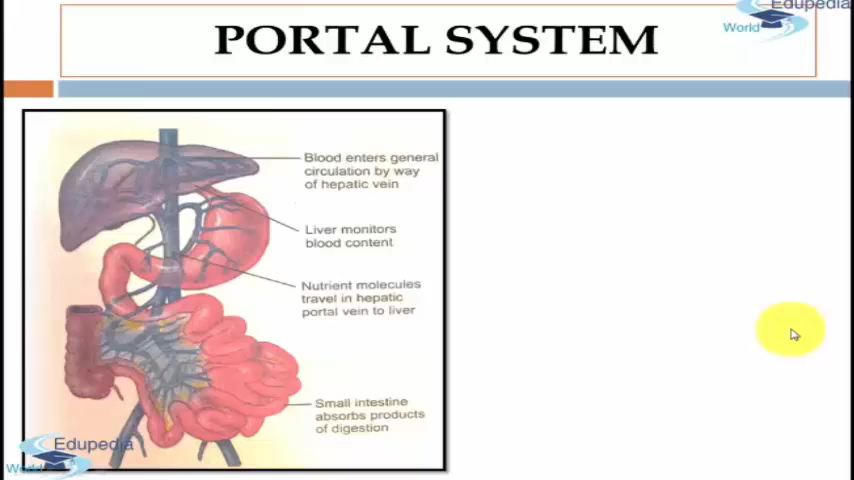 Edupedia
World
PORTAL SYSTEM
Blood enters general
circulation by way
of hepatic vein
Liver monitors
blood content
Nutrient molecules
travel in hepatic
portal vein to liver
Small intestine
absorbs products
of digestion
Edupedia
World